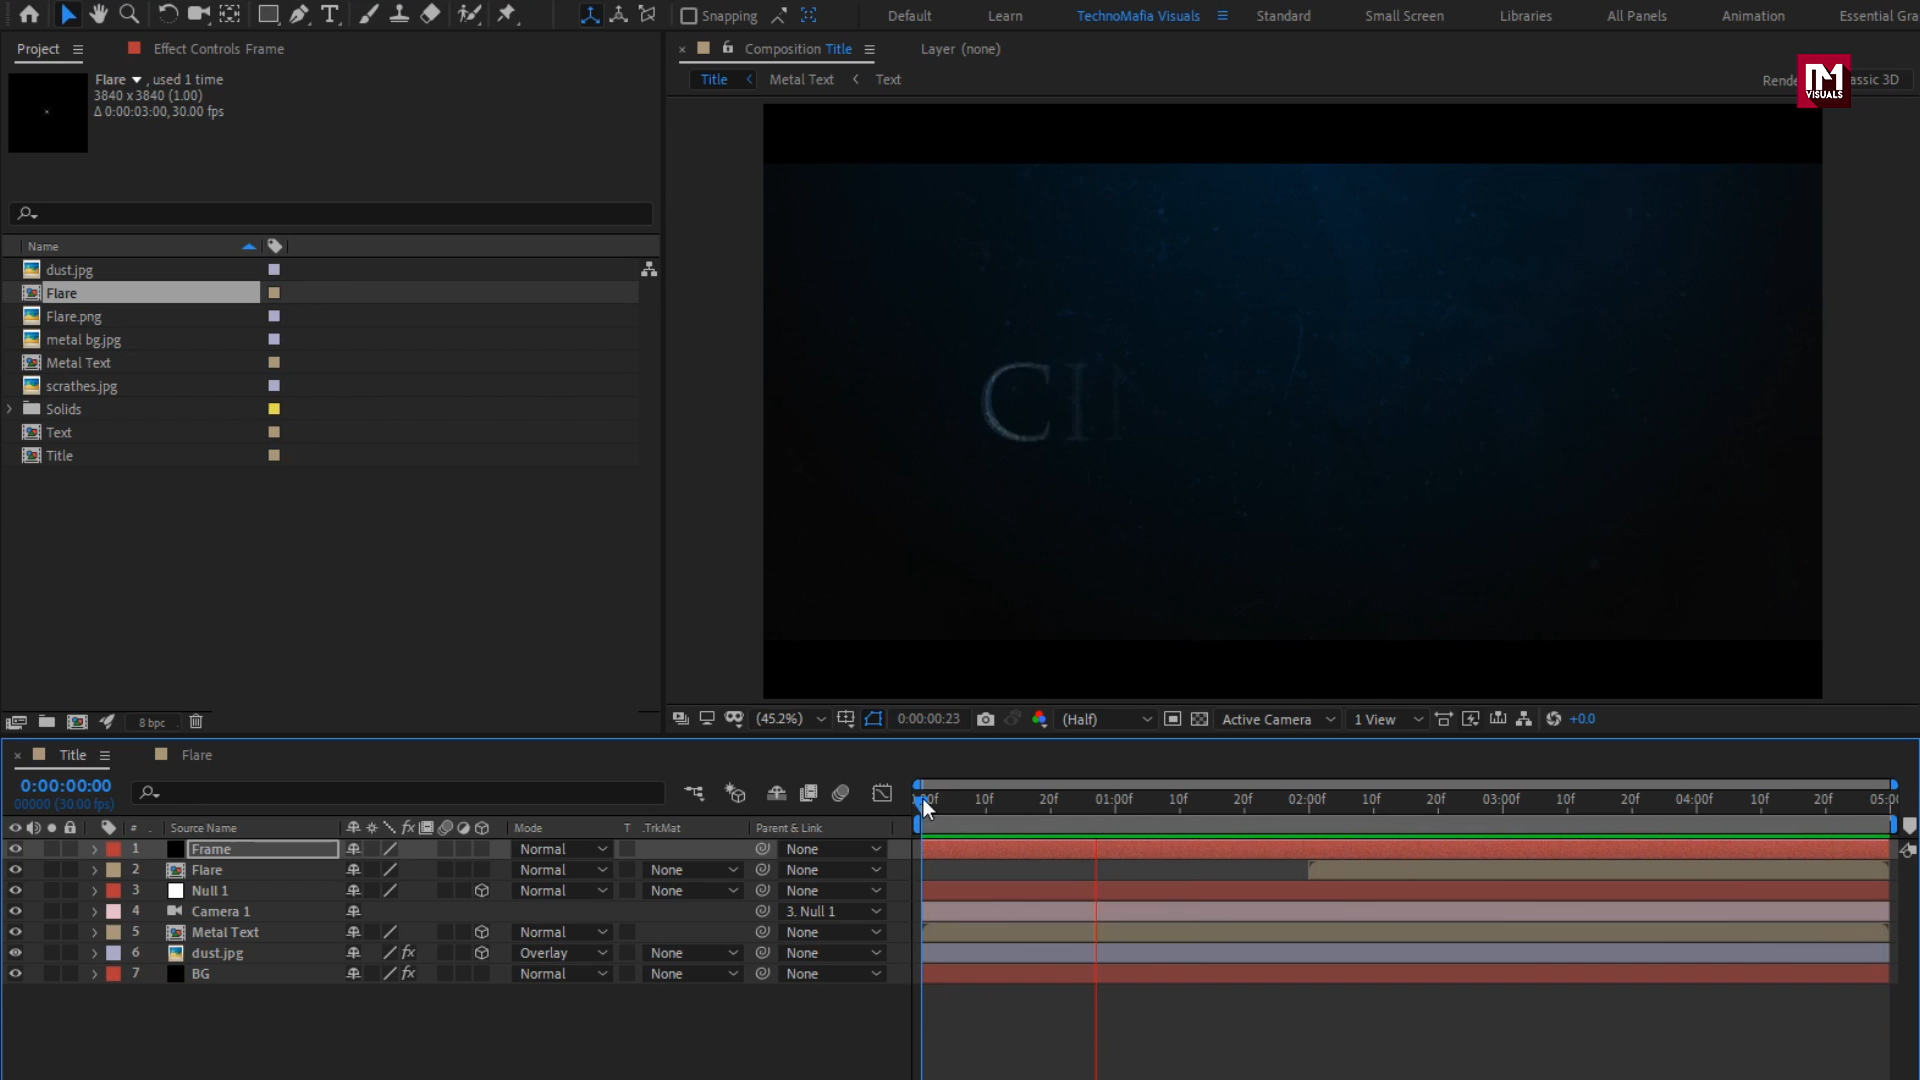 Snapping
Default
Learn
TechnoMafia Visuals
Standard
Small Screen
Libraries
All Panels
Animation
Essential Gra
Project
Effect Controls Frame
Composition Title
Layer (none)
Flare , used 1 time
3840 x 3840 (1.00)
Δ 0:00:03:00, 30.00 fps
Title
Metal Text
Text
Rende
assic 3D
VISUALS
Name
dust.jpg
Flare
Flare.png
metal bg.jpg
Metal Text
scrathes.jpg
Solids
Text
Title
CIN
8 bpc
(45.2%)
0:00:00:23
(Half)
Active Camera
1 View
+0.0
Title
Flare
0:00:00:00
00000 (30.00 fps)
:00f 10f 20f 01:00f 10f 20f 02:00f 10f 20f 03:00f 10f 20f 04:00f 10f 20f 05:00
# Source Name Mode T .TrkMat Parent & Link
1 Frame Normal None
2 Flare Normal None None
3 Null 1 Normal None None
4 Camera 1 3. Null 1
5 Metal Text Normal None
6 dust.jpg fx Overlay None None
7 BG fx Normal None None